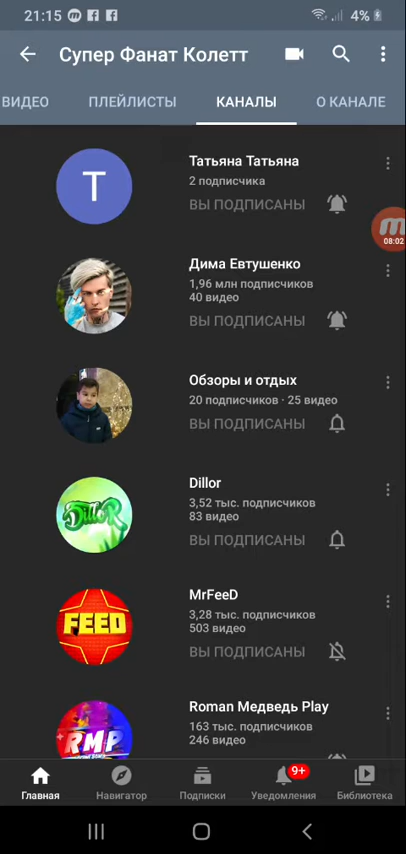 21:15
4%
Супер Фанат Колетт
ВИДЕО ПЛЕЙЛИСТЫ КАНАЛЫ О КАНАЛЕ
T
Татьяна Татьяна
2 подписчика
ВЫ ПОДПИСАНЫ
08:02
Дима Евтушенко
1,96 млн подписчиков
40 видео
ВЫ ПОДПИСАНЫ
Обзоры и отдых
20 подписчиков · 25 видео
ВЫ ПОДПИСАНЫ
DilloR
Dillor
3,52 тыс. подписчиков
83 видео
ВЫ ПОДПИСАНЫ
FEED
MrFeeD
3,28 тыс. подписчиков
503 видео
ВЫ ПОДПИСАНЫ
RMP
Roman Медведь Play
163 тыс. подписчиков
246 видео
9+
Главная Навигатор Подписки Уведомления Библиотека